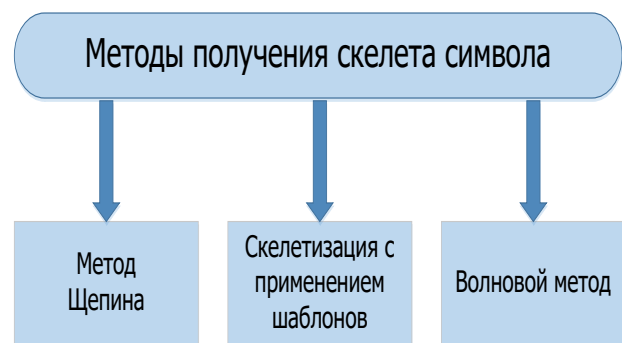 Методы получения скелета символа
Метод
Щепина
Скелетизация с
применением
шаблонов
Волновой метод